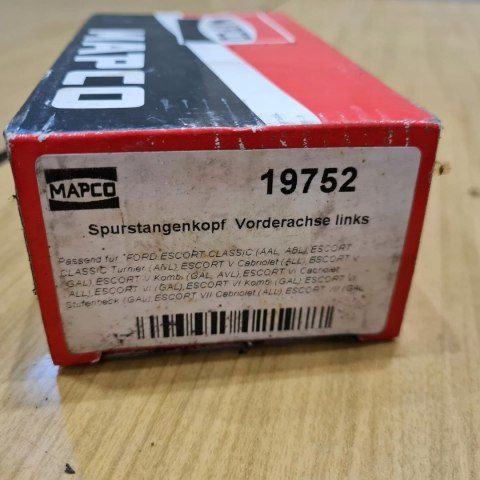 MAPCO
MAPCO
MAPCO
19752
Spurstangenkopf Vorderachse links
Passend für *FORD ESCORT CLASSIC (AAL, ABL),ESCORT
CLASSIC Turnier (ANL),ESCORT V Cabriolet (ALL),ESCORT V
(GAL),ESCORT V Kombi (GAL, AVL),ESCORT VI Cabriolet
(ALL),ESCORT VI (GAL),ESCORT VI Kombi (GAL),ESCORT VI
Stufenheck (GAL),ESCORT VII Cabriolet (ALL),ESCORT VII (GAL,